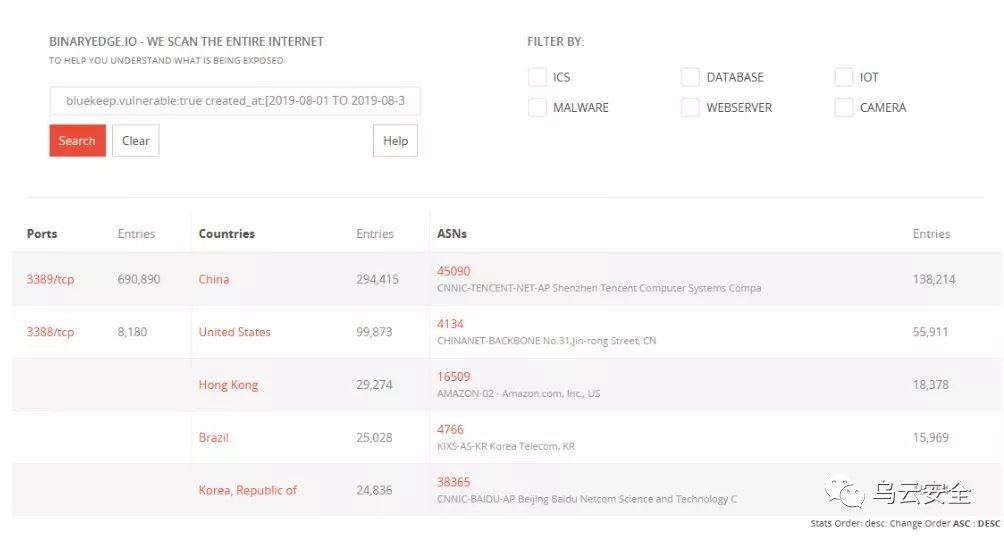 BINARYEDGE.IO - WE SCAN THE ENTIRE INTERNET
TO HELP YOU UNDERSTAND WHAT IS BEING EXPOSED
bluekeep.vulnerable:true created_at:[2019-08-01 TO 2019-08-3
Search Clear Help
FILTER BY:
ICS DATABASE IOT
MALWARE WEBSERVER CAMERA
Ports Entries Countries Entries ASNs Entries
3389/tcp 690,890 China 294,415 45090 138,214
CNNIC-TENCENT-NET-AP Shenzhen Tencent Computer Systems Compa
3388/tcp 8,180 United States 99,873 4134 55,911
CHINANET-BACKBONE No.31,Jin-rong Street, CN
Hong Kong 29,274 16509 18,378
AMAZON-02 - Amazon.com, Inc., US
Brazil 25,028 4766 15,969
KIXS-AS-KR Korea Telecom, KR
Korea, Republic of 24,836 38365
CNNIC-BAIDU-AP Beijing Baidu Netcom Science and Technology C
乌云安全
Stats Order: desc. Change Order ASC : DESC